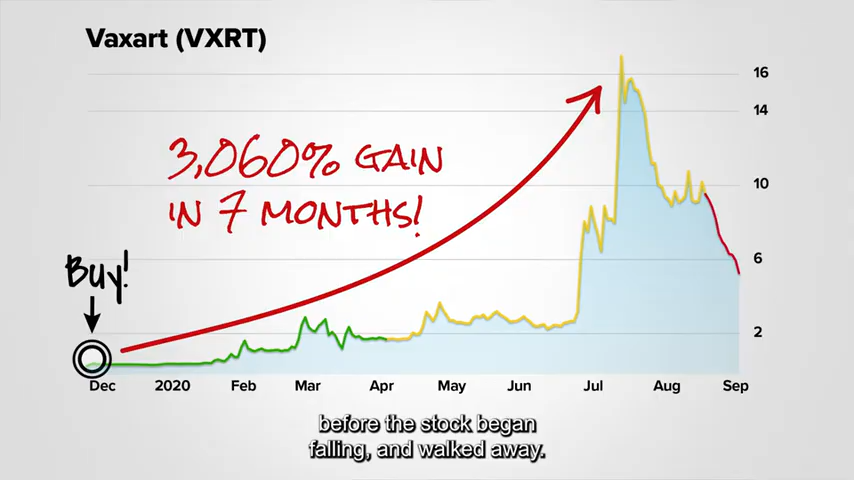 Vaxart (VXRT)
16
14
3,060% GAIN
IN 7 MONTHS!
10
Buy!
6
2
Dec 2020 Feb Mar Apr May Jun Jul Aug Sep
before the stock began
falling, and walked away.